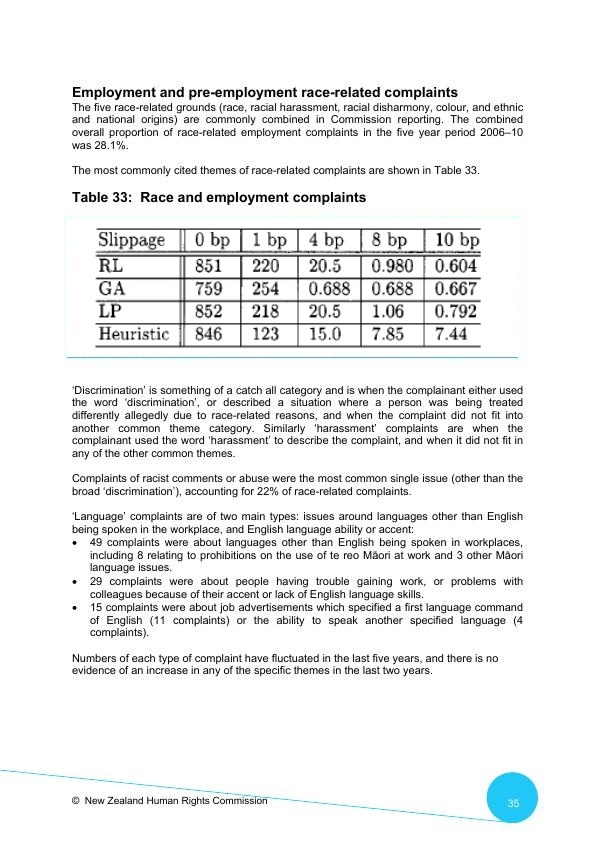 Employment and pre-employment race-related complaints
The five race-related grounds (race, racial harassment, racial disharmony, colour, and ethnic
and national origins) are commonly combined in Commission reporting. The combined
overall proportion of race-related employment complaints in the five year period 2006–10
was 28.1%.
The most commonly cited themes of race-related complaints are shown in Table 33.
Table 33: Race and employment complaints
Slippage 0 bp 1 bp 4 bp 8 bp 10 bp
RL 851 220 20.5 0.980 0.604
GA 759 254 0.688 0.688 0.667
LP 852 218 20.5 1.06 0.792
Heuristic 846 123 15.0 7.85 7.44
‘Discrimination’ is something of a catch all category and is when the complainant either used
the word ‘discrimination’, or described a situation where a person was being treated
differently allegedly due to race-related reasons, and when the complaint did not fit into
another common theme category. Similarly ‘harassment’ complaints are when the
complainant used the word ‘harassment’ to describe the complaint, and when it did not fit in
any of the other common themes.
Complaints of racist comments or abuse were the most common single issue (other than the
broad ‘discrimination’), accounting for 22% of race-related complaints.
‘Language’ complaints are of two main types: issues around languages other than English
being spoken in the workplace, and English language ability or accent:
• 49 complaints were about languages other than English being spoken in workplaces,
including 8 relating to prohibitions on the use of te reo Māori at work and 3 other Māori
language issues.
• 29 complaints were about people having trouble gaining work, or problems with
colleagues because of their accent or lack of English language skills.
• 15 complaints were about job advertisements which specified a first language command
of English (11 complaints) or the ability to speak another specified language (4
complaints).
Numbers of each type of complaint have fluctuated in the last five years, and there is no
evidence of an increase in any of the specific themes in the last two years.
© New Zealand Human Rights Commission
35